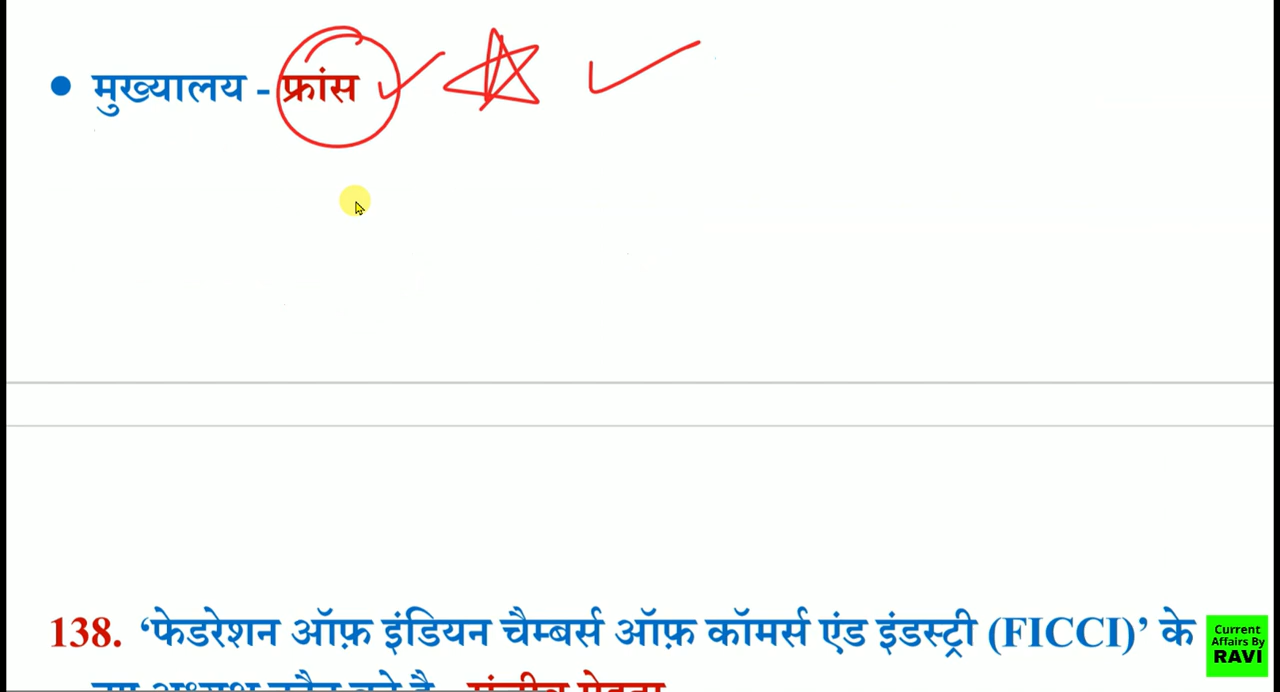 ● मुख्यालय - फ्रांस
138. ‘फेडरेशन ऑफ़ इंडियन चैम्बर्स ऑफ़ कॉमर्स एंड इंडस्ट्री (FICCI)’ के
Current
Affairs By
RAVI